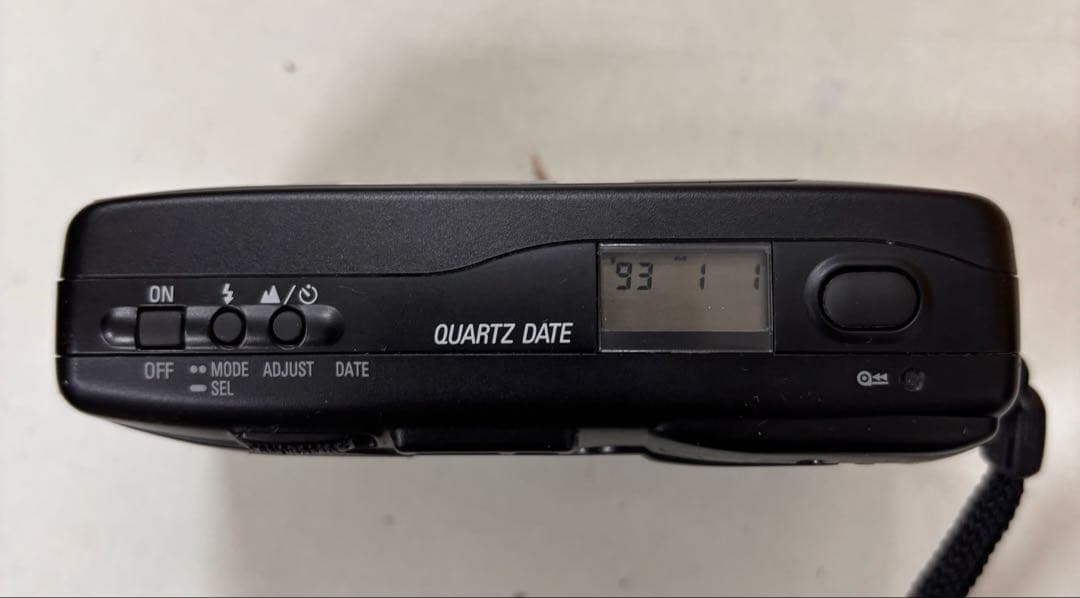 '93 1 1
ON
QUARTZ DATE
OFF MODE ADJUST DATE
SEL